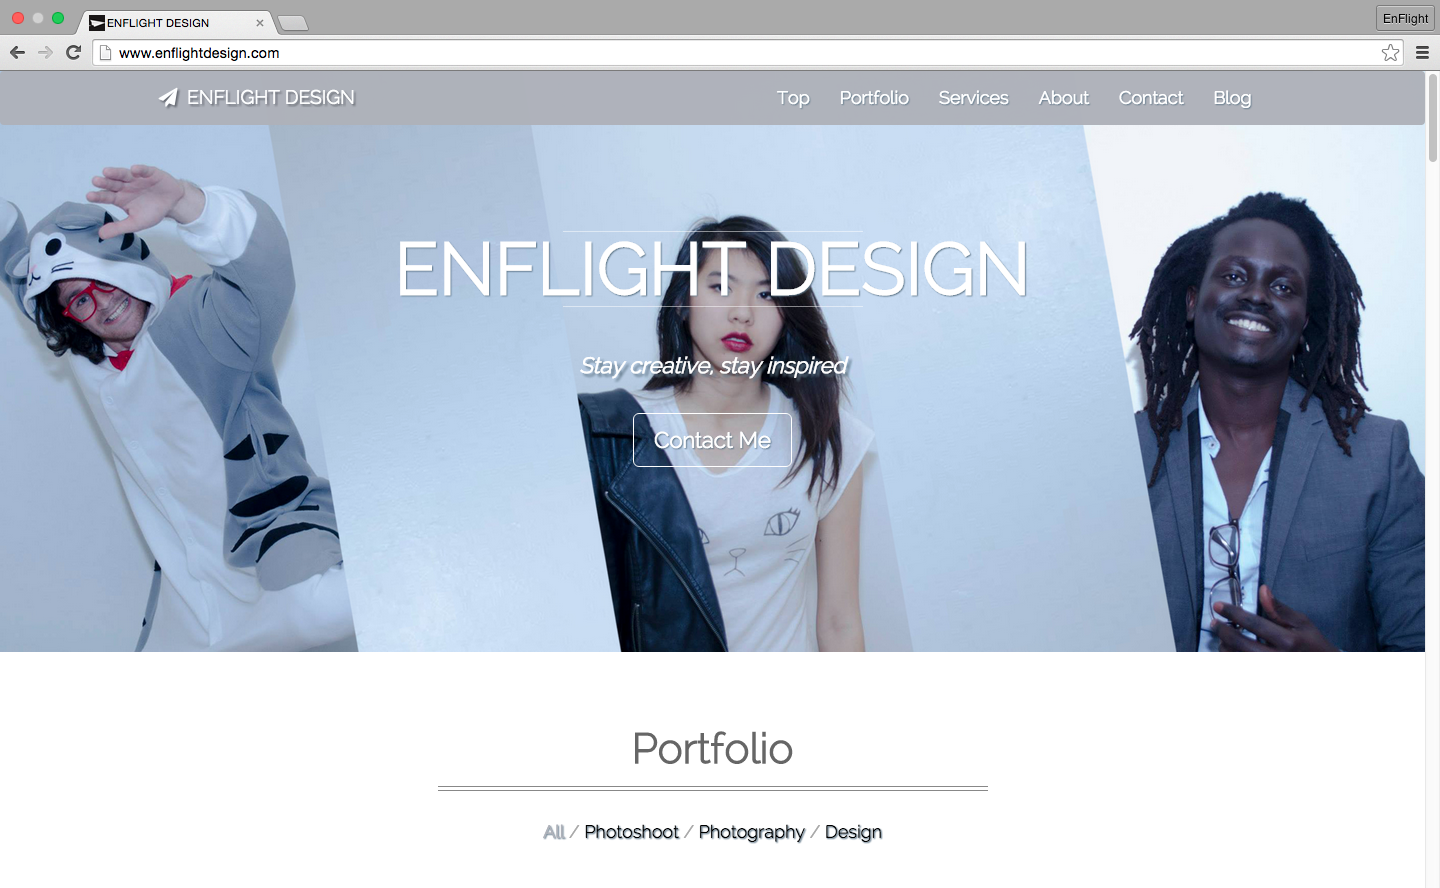 ENFLIGHT DESIGN
EnFlight
www.enflightdesign.com
ENFLIGHT DESIGN Top Portfolio Services About Contact Blog
ENFLIGHT DESIGN
Stay creative, stay inspired
Contact Me
Portfolio
All / Photoshoot / Photography / Design